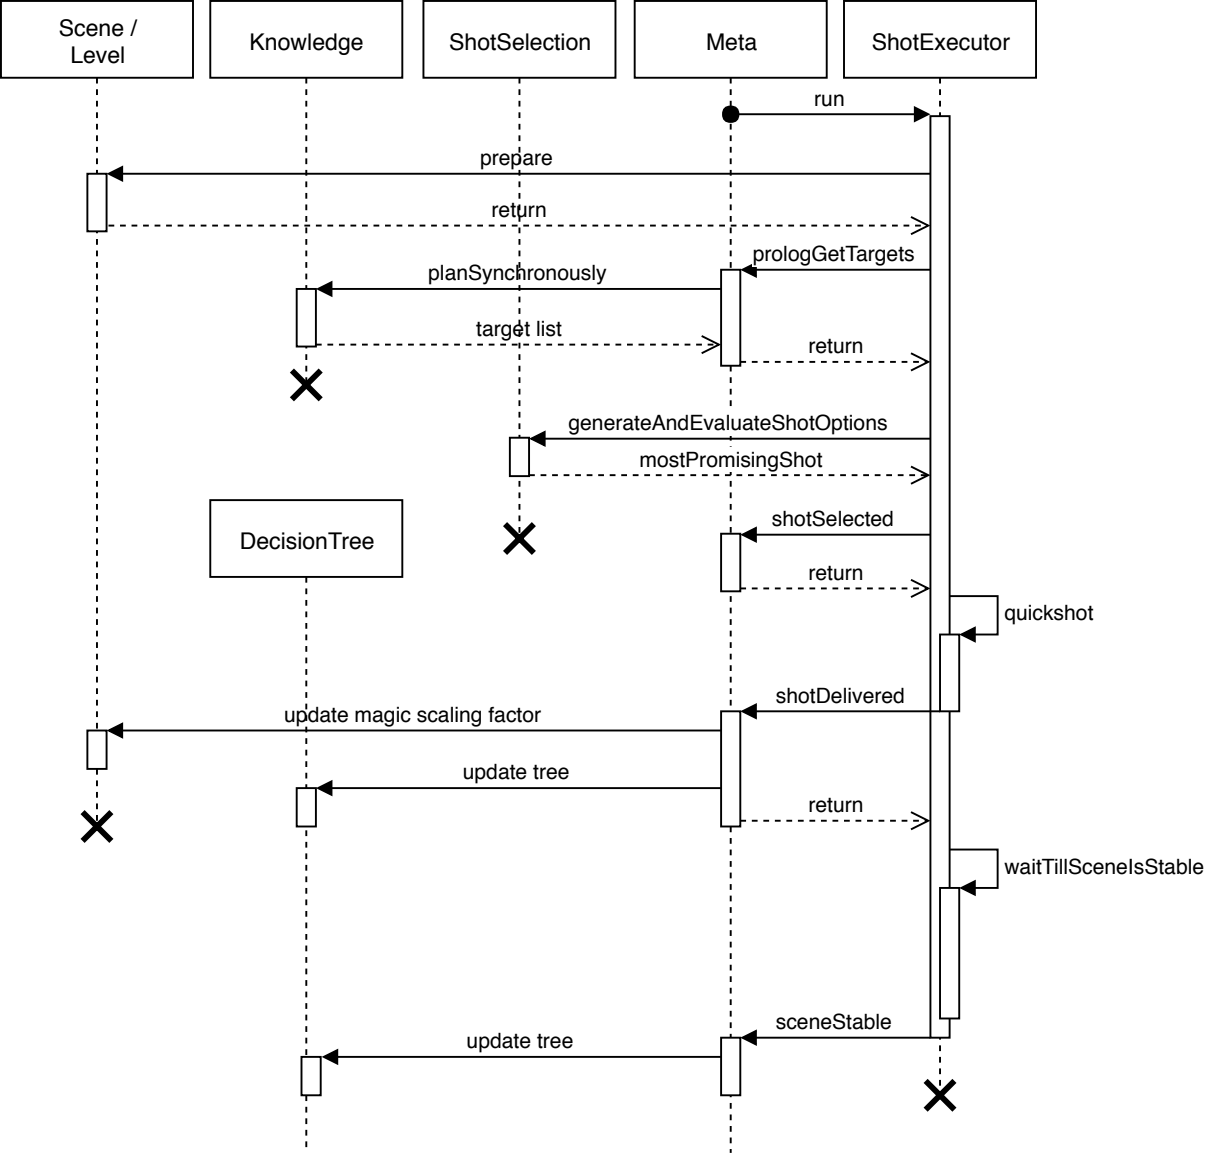 Scene /
Level
Knowledge
ShotSelection
Meta
ShotExecutor
run
prepare
return
prologGetTargets
planSynchronously
target list
return
generateAndEvaluateShotOptions
mostPromisingShot
shotSelected
DecisionTree
return
quickshot
shotDelivered
update magic scaling factor
update tree
return
waitTillSceneIsStable
sceneStable
update tree